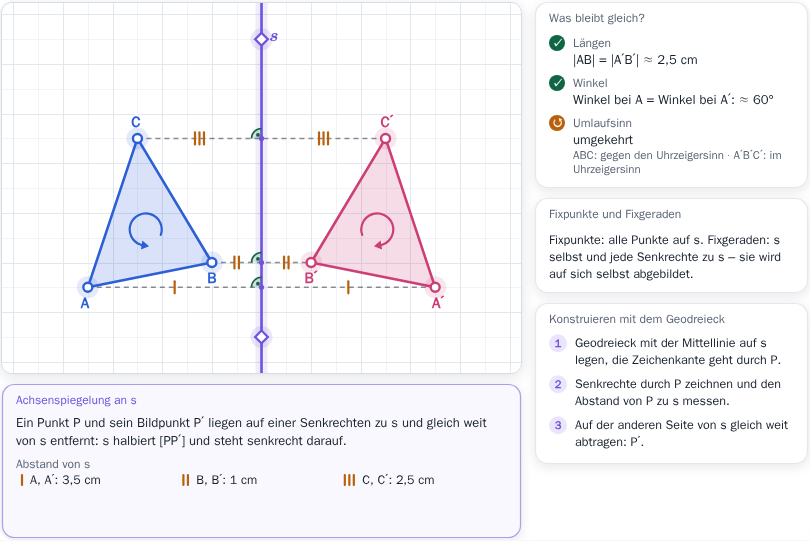 s
C
C´
B
B´
A
A´
Achsenspiegelung an s
Ein Punkt P und sein Bildpunkt P´ liegen auf einer Senkrechten zu s und gleich weit
von s entfernt: s halbiert [PP´] und steht senkrecht darauf.
Abstand von s
A, A´: 3,5 cm
B, B´: 1 cm
C, C´: 2,5 cm
Was bleibt gleich?
Längen
|AB| = |A´B´| ≈ 2,5 cm
Winkel
Winkel bei A = Winkel bei A´: ≈ 60°
Umlaufsinn
umgekehrt
ABC: gegen den Uhrzeigersinn · A´B´C´: im
Uhrzeigersinn
Fixpunkte und Fixgeraden
Fixpunkte: alle Punkte auf s. Fixgeraden: s
selbst und jede Senkrechte zu s – sie wird
auf sich selbst abgebildet.
Konstruieren mit dem Geodreieck
1 Geodreieck mit der Mittellinie auf s
legen, die Zeichenkante geht durch P.
2 Senkrechte durch P zeichnen und den
Abstand von P zu s messen.
3 Auf der anderen Seite von s gleich weit
abtragen: P´.